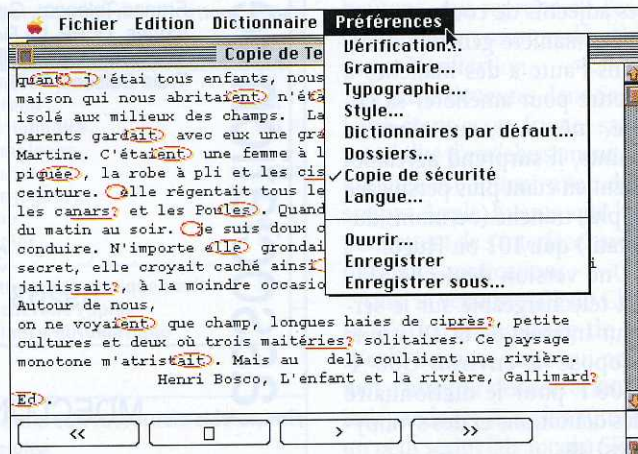 Fichier Edition Dictionnaire Préférences
Copie de Te
Vérification...
Grammaire...
Typographie...
Style...
Dictionnaires par défaut...
Dossiers...
✓Copie de sécurité
Langue...
Ouvrir...
Enregistrer
Enregistrer sous...
quant j 'étai tous enfants, nous
maison qui nous abritaient. L'éta
isolé aux milieux des champs. La
parents gardait avec eux une gra
Martine. C'étaient une femme à l
piquée, la robe à pli et les cis
ceinture. elle régentait tous le
les canars? et les Poules. Quand
du matin au soir. Je suis doux c
conduire. N'importe elle grondai
secret, elle croyait caché ainsi
jaillissait?, à la moindre occasio
Autour de nous,
on ne voyaient que champ, longues haies de cyprès?, petites
cultures et deux où trois maitéries? solitaires. Ce paysage
monotone m'atristait. Mais au delà coulaient une rivière.
Henri Bosco, L'enfant et la rivière, Gallimard?
Ed.
<< □ > >>